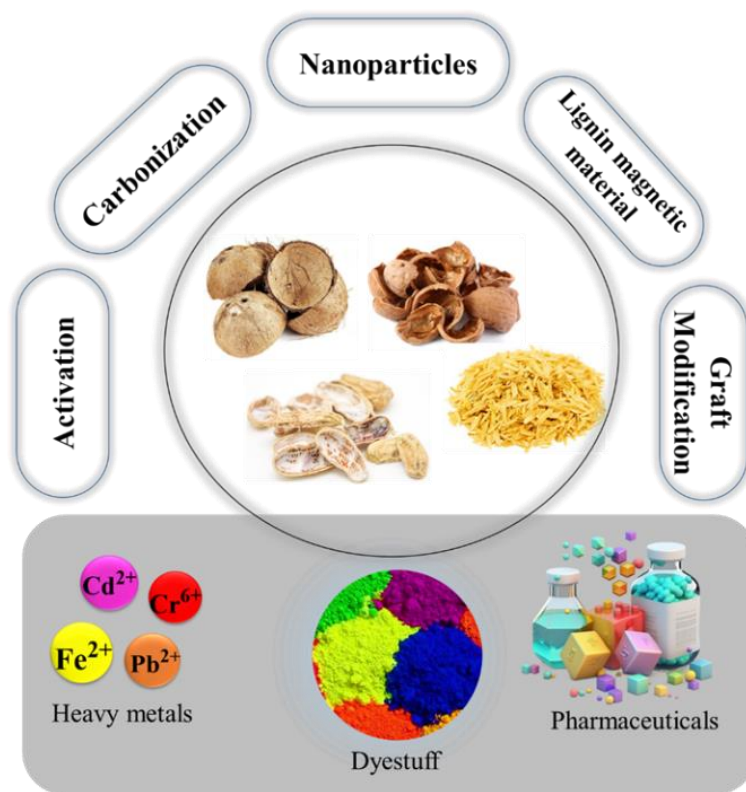 Nanoparticles
Carbonization
Lignin magnetic
material
Activation
Graft
Modification
Cd2+
Cr6+
Fe2+
Pb2+
Heavy metals
Dyestuff
Pharmaceuticals